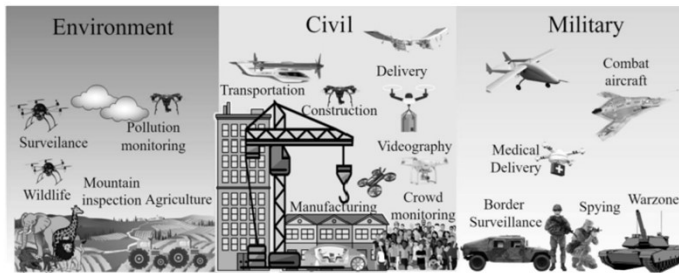 Environment
Surveilance
Pollution
monitoring
Wildlife
Mountain
inspection
Agriculture
Civil
Transportation
Delivery
Construction
Videography
Manufacturing
Crowd
monitoring
Military
Combat
aircraft
Medical
Delivery
Border
Surveillance
Spying
Warzone